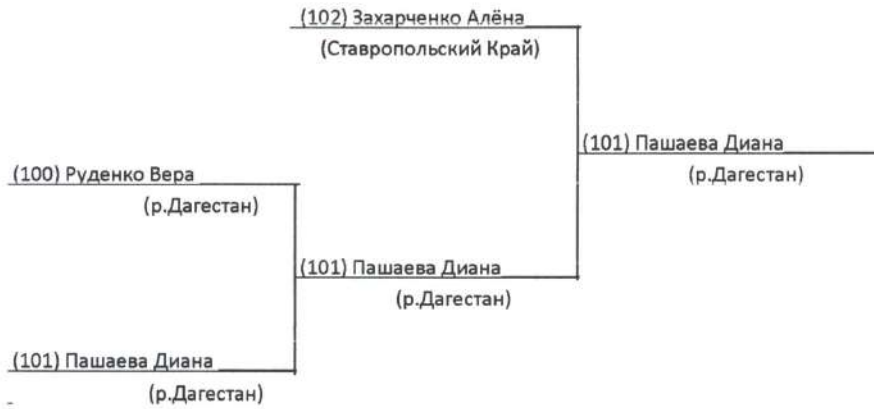 (102) Захарченко Алёна
(Ставропольский Край)
(101) Пашаева Диана
(р.Дагестан)
(100) Руденко Вера
(р.Дагестан)
(101) Пашаева Диана
(р.Дагестан)
(101) Пашаева Диана
(р.Дагестан)